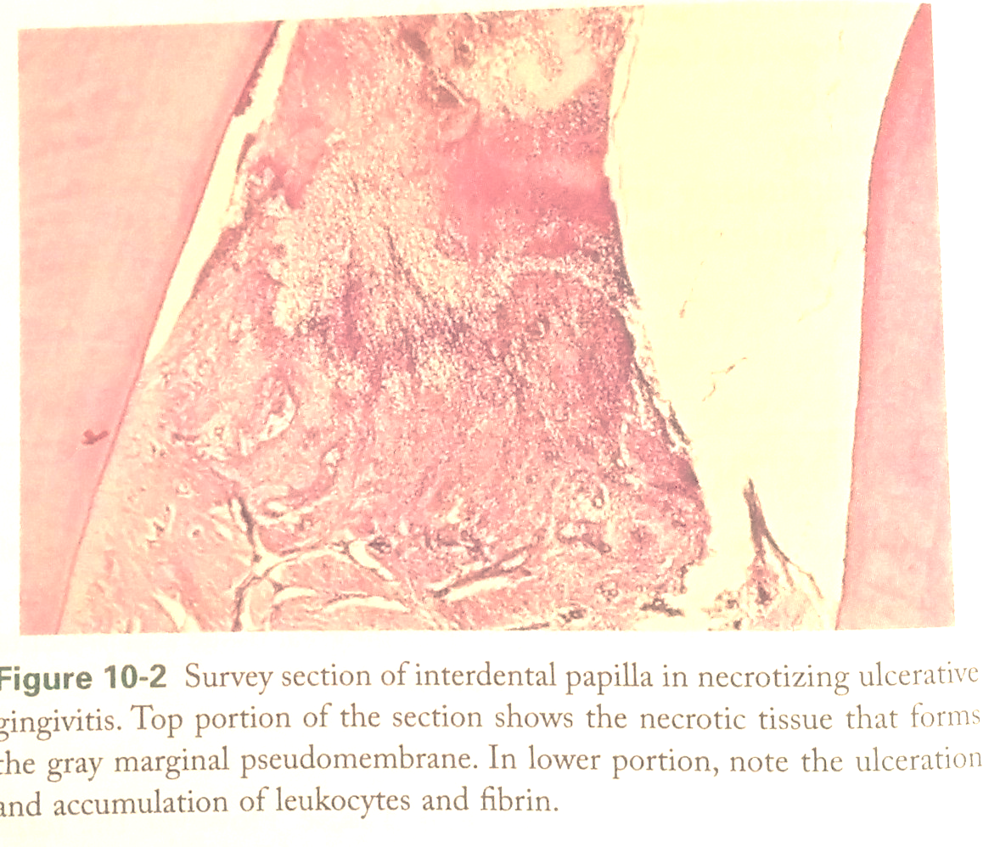 Figure 10-2 Survey section of interdental papilla in necrotizing ulcerative
gingivitis. Top portion of the section shows the necrotic tissue that forms
the gray marginal pseudomembrane. In lower portion, note the ulceration
and accumulation of leukocytes and fibrin.